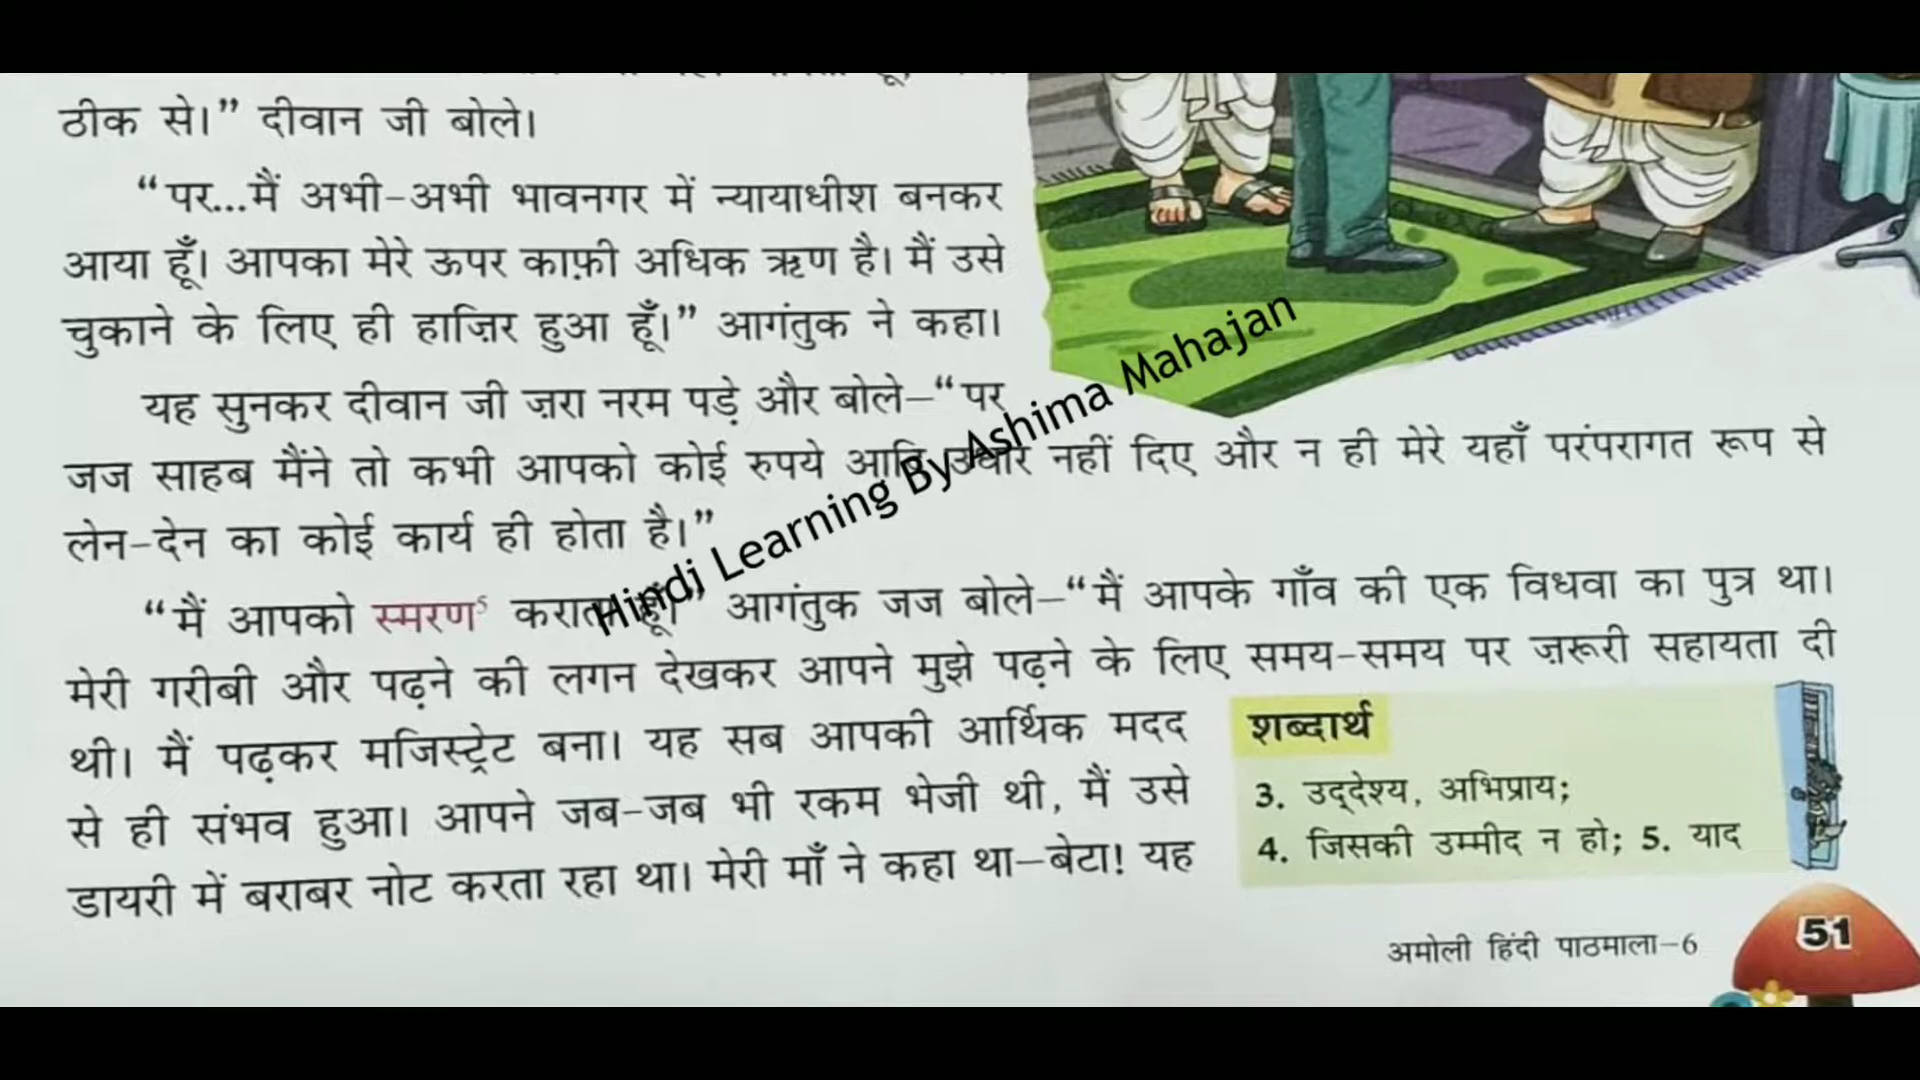 ठीक से।” दीवान जी बोले।
“पर...मैं अभी-अभी भावनगर में न्यायाधीश बनकर
आया हूँ। आपका मेरे ऊपर काफ़ी अधिक ऋण है। मैं उसे
चुकाने के लिए ही हाज़िर हुआ हूँ।” आगंतुक ने कहा।
यह सुनकर दीवान जी ज़रा नरम पड़े और बोले–“पर
जज साहब मैंने तो कभी आपको कोई रुपये आदि उधार नहीं दिए और न ही मेरे यहाँ परंपरागत रूप से
लेन-देन का कोई कार्य ही होता है।”
“मैं आपको स्मरण⁵ कराता हूँ।” आगंतुक जज बोले–“मैं आपके गाँव की एक विधवा का पुत्र था।
मेरी गरीबी और पढ़ने की लगन देखकर आपने मुझे पढ़ने के लिए समय-समय पर ज़रूरी सहायता दी
थी। मैं पढ़कर मजिस्ट्रेट बना। यह सब आपकी आर्थिक मदद
से ही संभव हुआ। आपने जब-जब भी रकम भेजी थी, मैं उसे
डायरी में बराबर नोट करता रहा था। मेरी माँ ने कहा था–बेटा! यह
शब्दार्थ
3. उद्देश्य, अभिप्राय;
4. जिसकी उम्मीद न हो; 5. याद
अमोली हिंदी पाठमाला–6
51
Hindi Learning By Ashima Mahajan